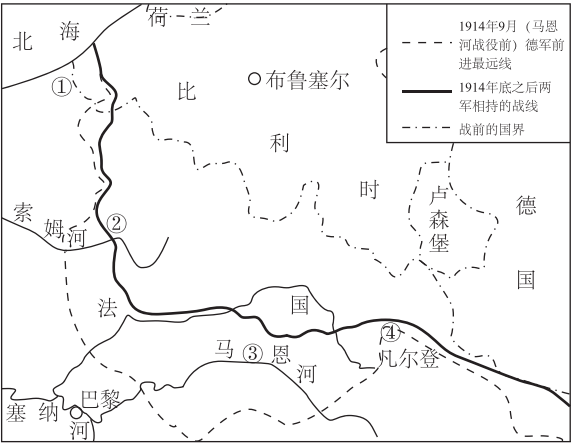 北海
荷兰
1914年9月（马恩
河战役前）德军前
进最远线
1914年底之后两
军相持的战线
战前的国界
①
布鲁塞尔
比利时
卢森堡
德国
索姆河
②
法国
马恩河
③
④
凡尔登
巴黎
塞纳河